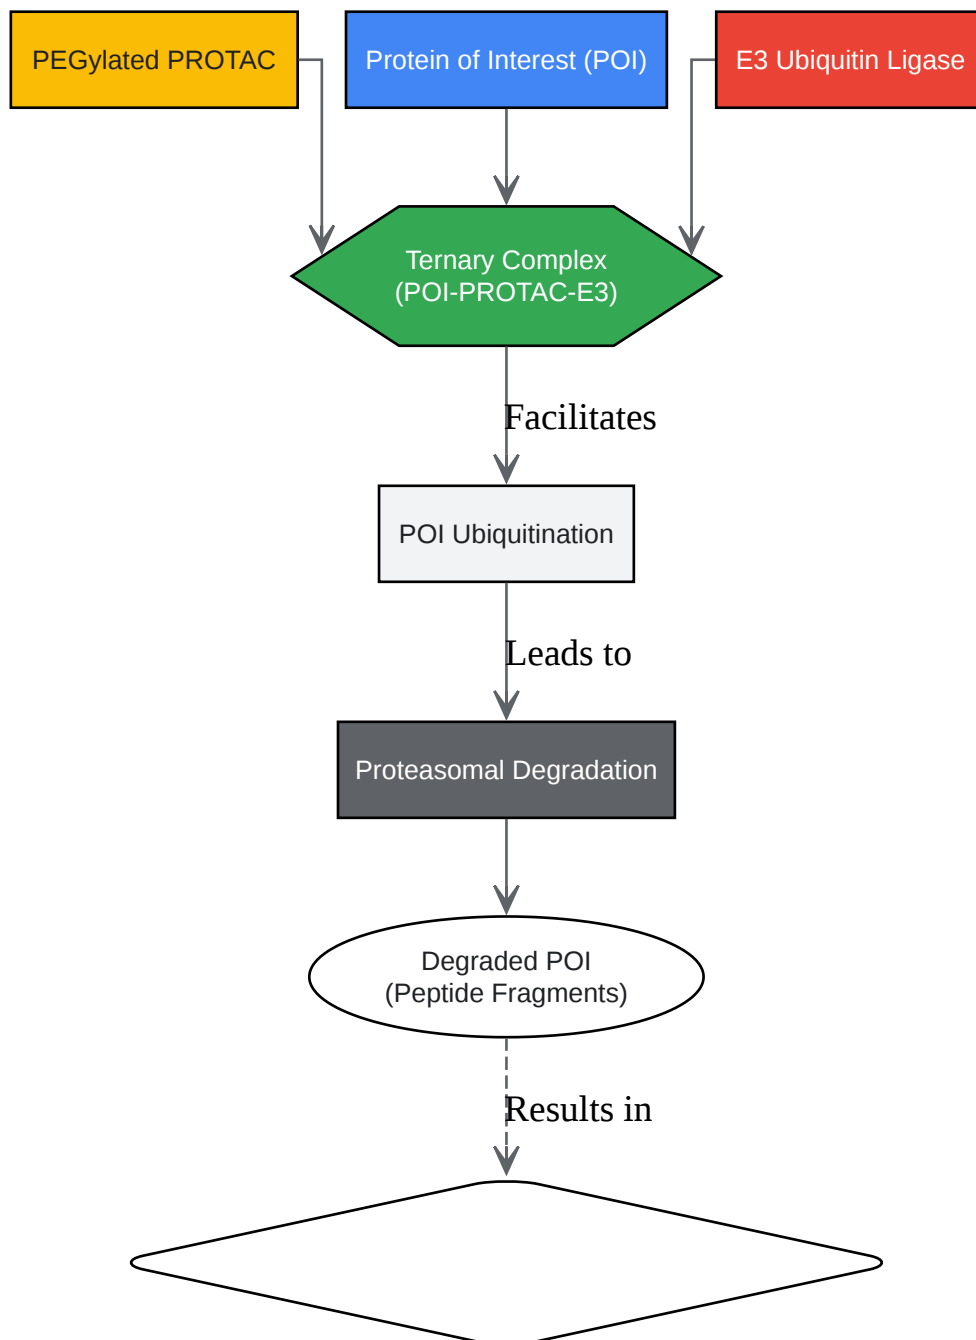 PEGylated PROTAC
Protein of Interest (POI)
E3 Ubiquitin Ligase
Ternary Complex
(POI-PROTAC-E3)
Facilitates
POI Ubiquitination
Leads to
Proteasomal Degradation
Degraded POI
(Peptide Fragments)
Results in